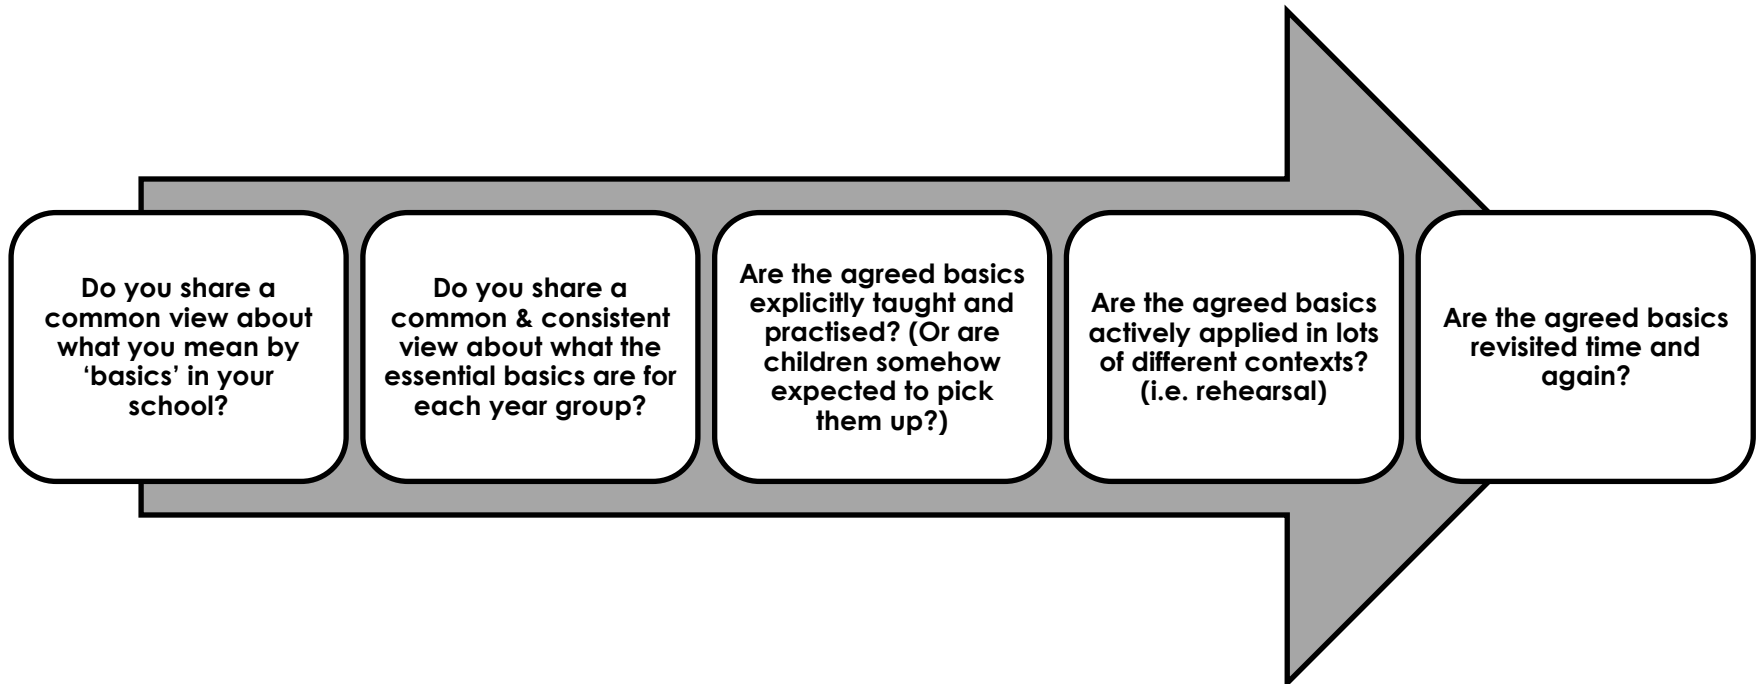 Do you share a
common view about
what you mean by
‘basics’ in your
school?
Do you share a
common & consistent
view about what the
essential basics are for
each year group?
Are the agreed basics
explicitly taught and
practised? (Or are
children somehow
expected to pick
them up?)
Are the agreed basics
actively applied in lots
of different contexts?
(i.e. rehearsal)
Are the agreed basics
revisited time and
again?